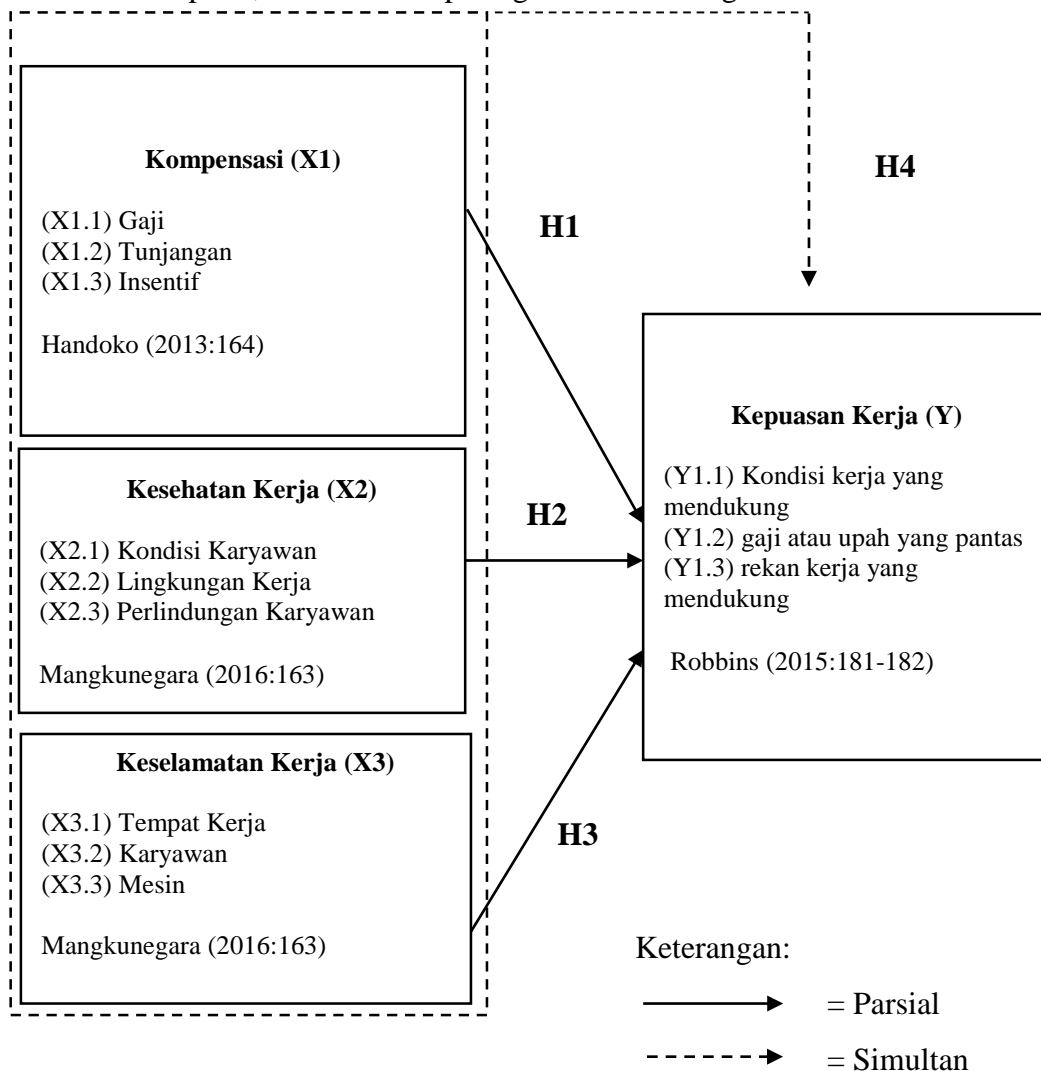 Kompensasi (X1)
(X1.1) Gaji
(X1.2) Tunjangan
(X1.3) Insentif
Handoko (2013:164)
Kesehatan Kerja (X2)
(X2.1) Kondisi Karyawan
(X2.2) Lingkungan Kerja
(X2.3) Perlindungan Karyawan
Mangkunegara (2016:163)
Keselamatan Kerja (X3)
(X3.1) Tempat Kerja
(X3.2) Karyawan
(X3.3) Mesin
Mangkunegara (2016:163)
H1
H2
H3
H4
Kepuasan Kerja (Y)
(Y1.1) Kondisi kerja yang
mendukung
(Y1.2) gaji atau upah yang pantas
(Y1.3) rekan kerja yang
mendukung
Robbins (2015:181-182)
Keterangan:
= Parsial
= Simultan